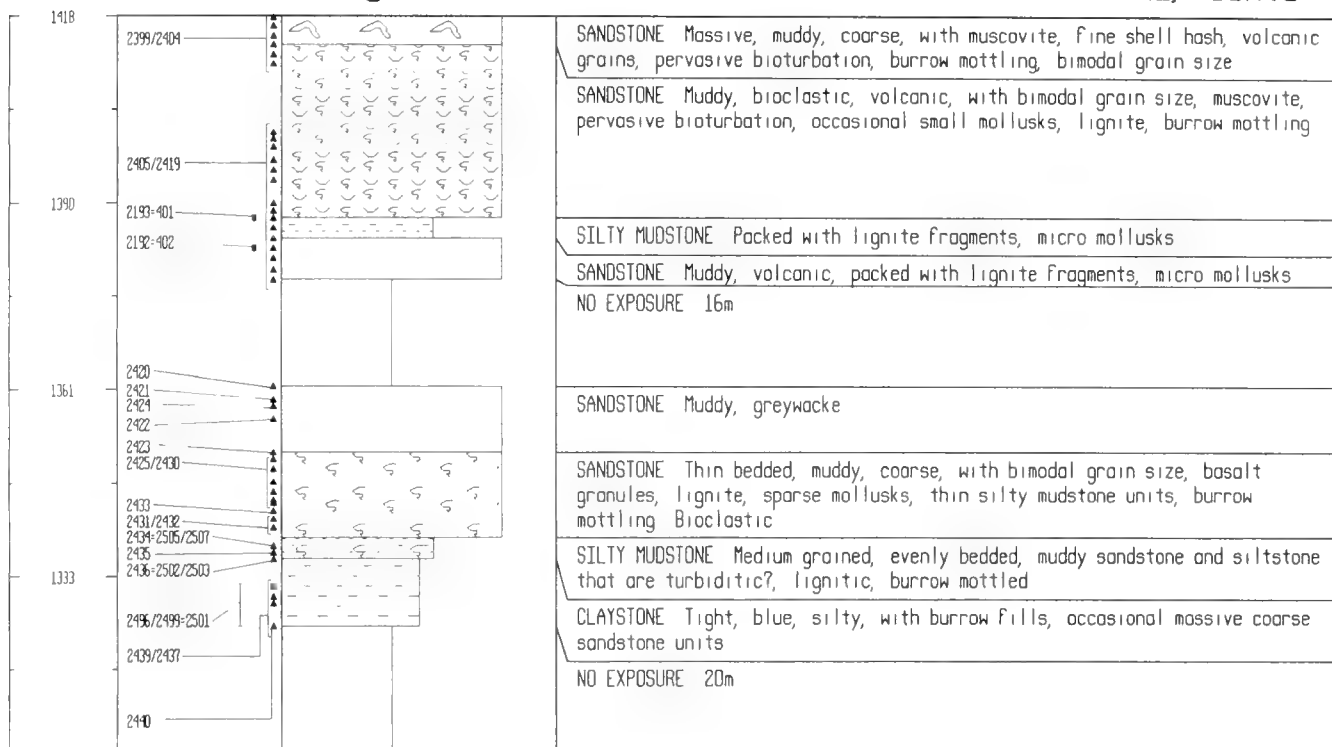 1418
2399/2404
SANDSTONE Massive, muddy, coarse, with muscovite, fine shell hash, volcanic
grains, pervasive bioturbation, burrow mottling, bimodal grain size
SANDSTONE Muddy, bioclastic, volcanic, with bimodal grain size, muscovite,
pervasive bioturbation, occasional small mollusks, lignite, burrow mottling
2405/2419
1390
2193=401
2192=402
SILTY MUDSTONE Packed with lignite fragments, micro mollusks
SANDSTONE Muddy, volcanic, packed with lignite fragments, micro mollusks
NO EXPOSURE 16m
2420
1361
2421
2424
2422
SANDSTONE Muddy, greywacke
2423
2425/2430
SANDSTONE Thin bedded, muddy, coarse, with bimodal grain size, basalt
granules, lignite, sparse mollusks, thin silty mudstone units, burrow
mottling Bioclastic
2433
2431/2432
2434=2505/2507
2435
2436=2502/2503
SILTY MUDSTONE Medium grained, evenly bedded, muddy sandstone and siltstone
that are turbiditic?, lignitic, burrow mottled
1333
2496/2499=2501
CLAYSTONE Tight, blue, silty, with burrow fills, occasional massive coarse
sandstone units
2439/2437
NO EXPOSURE 20m
2440